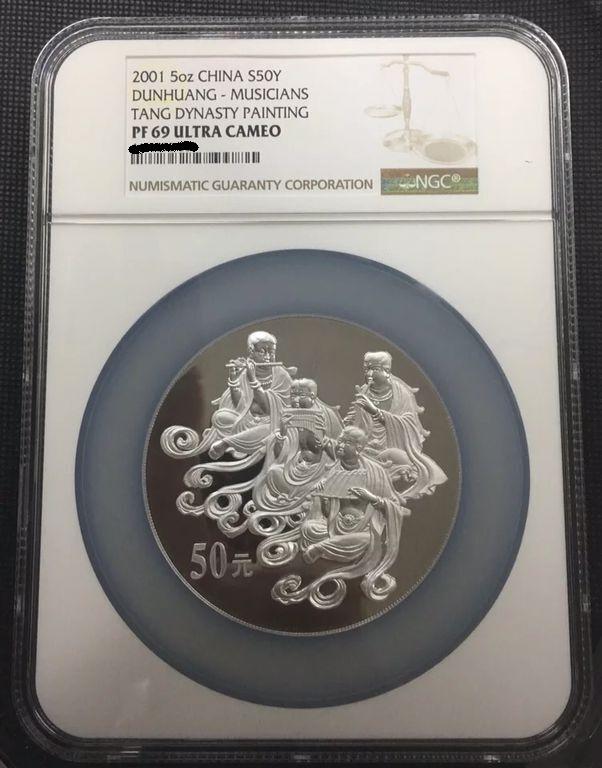 2001 5oz CHINA S50Y
DUNHUANG - MUSICIANS
TANG DYNASTY PAINTING
PF 69 ULTRA CAMEO
NUMISMATIC GUARANTY CORPORATION
NGC®
50元